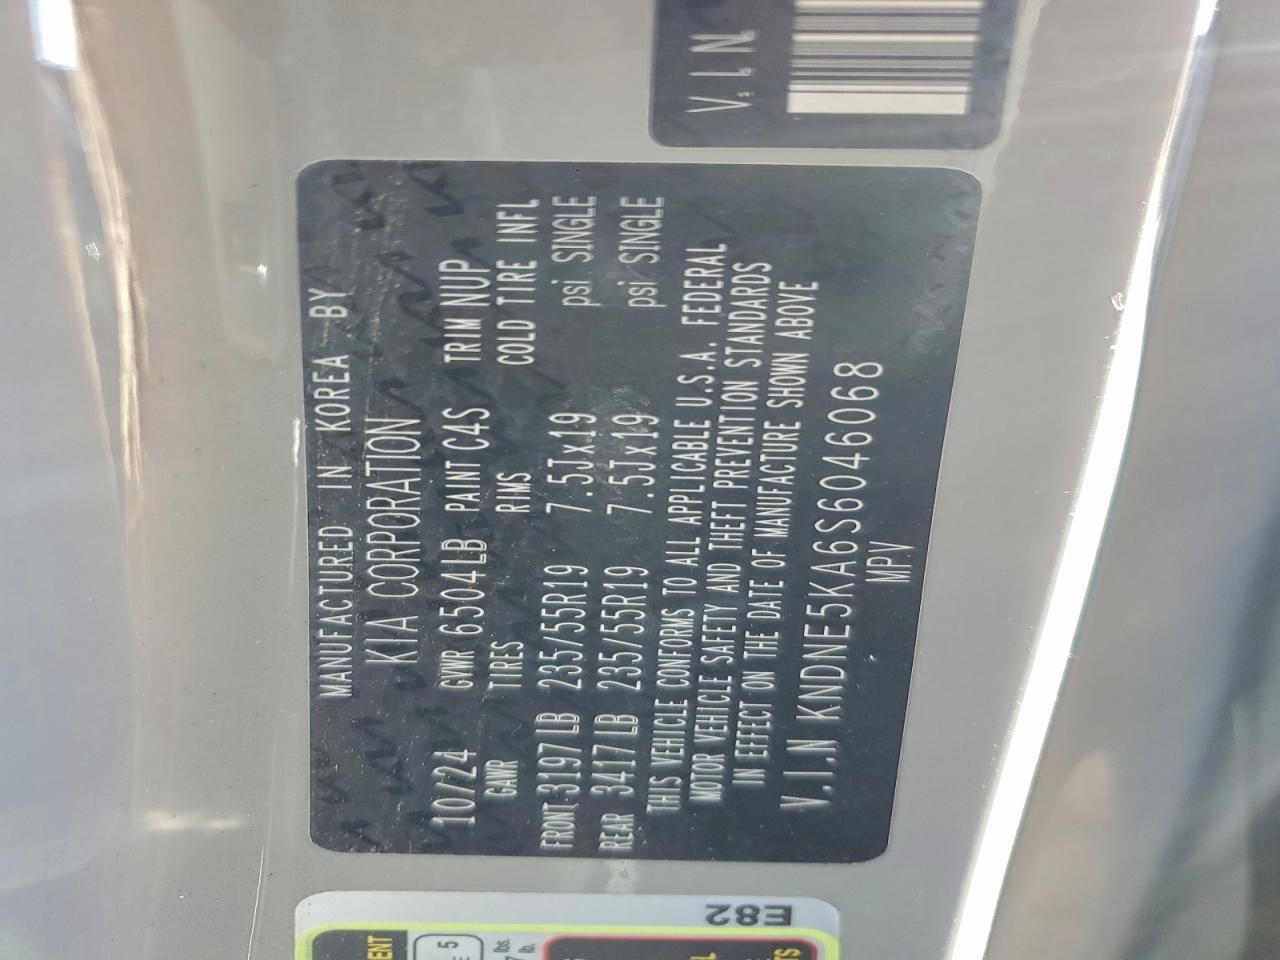 V.I.N.
MANUFACTURED IN KOREA BY
KIA CORPORATION
10/24 GVWR 6504LB PAINT C4S TRIM NUP
GAWR TIRES RIMS COLD TIRE INFL
FRONT 3197LB 235/55R19 7.5Jx19 psi SINGLE
REAR 3417LB 235/55R19 7.5Jx19 psi SINGLE
THIS VEHICLE CONFORMS TO ALL APPLICABLE U.S.A. FEDERAL
MOTOR VEHICLE SAFETY AND THEFT PREVENTION STANDARDS
IN EFFECT ON THE DATE OF MANUFACTURE SHOWN ABOVE
V.I.N KNDNE5KA6S6046068
MPV
E82
5
lbs.
lb.